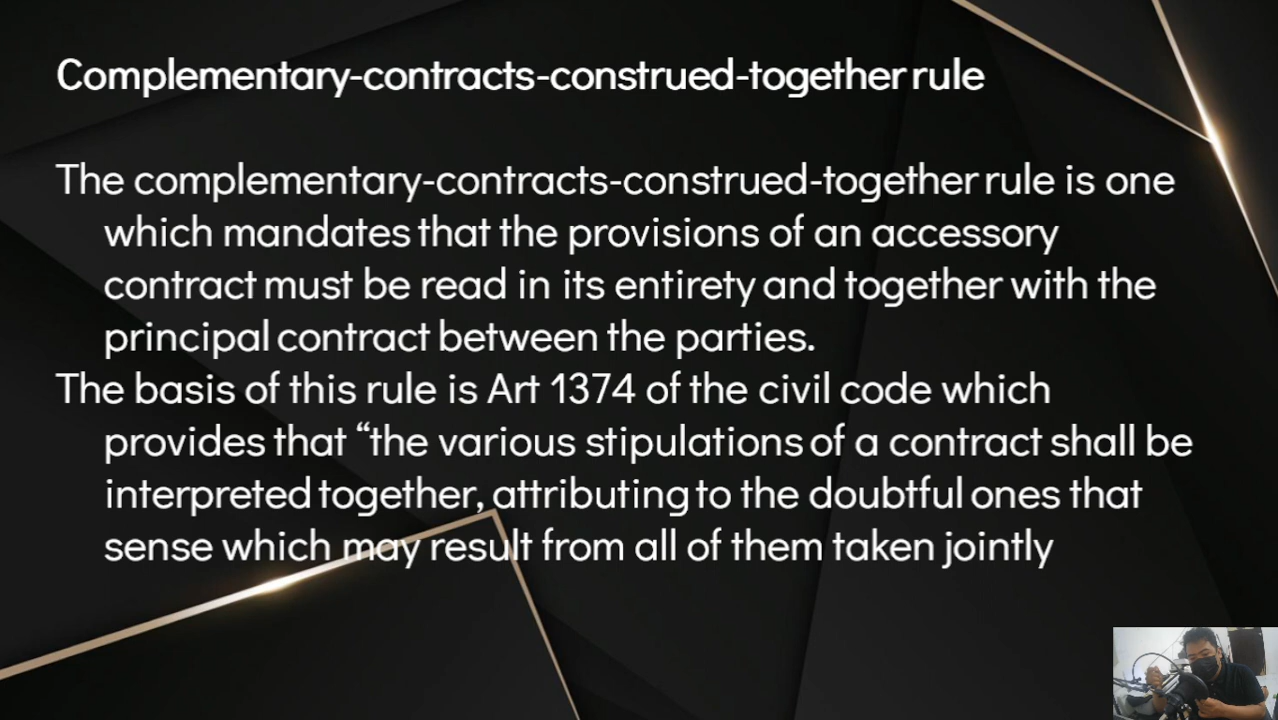 Complementary-contracts-construed-together rule
The complementary-contracts-construed-together rule is one
which mandates that the provisions of an accessory
contract must be read in its entirety and together with the
principal contract between the parties.
The basis of this rule is Art 1374 of the civil code which
provides that “the various stipulations of a contract shall be
interpreted together, attributing to the doubtful ones that
sense which may result from all of them taken jointly